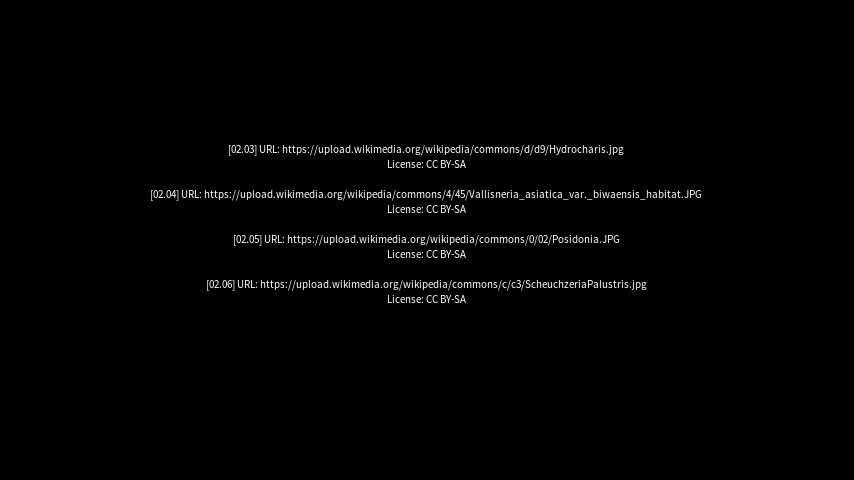 [02.03] URL: https://upload.wikimedia.org/wikipedia/commons/d/d9/Hydrocharis.jpg
License: CC BY-SA
[02.04] URL: https://upload.wikimedia.org/wikipedia/commons/4/45/Vallisneria_asiatica_var._biwaensis_habitat.JPG
License: CC BY-SA
[02.05] URL: https://upload.wikimedia.org/wikipedia/commons/0/02/Posidonia.JPG
License: CC BY-SA
[02.06] URL: https://upload.wikimedia.org/wikipedia/commons/c/c3/ScheuchzeriaPalustris.jpg
License: CC BY-SA